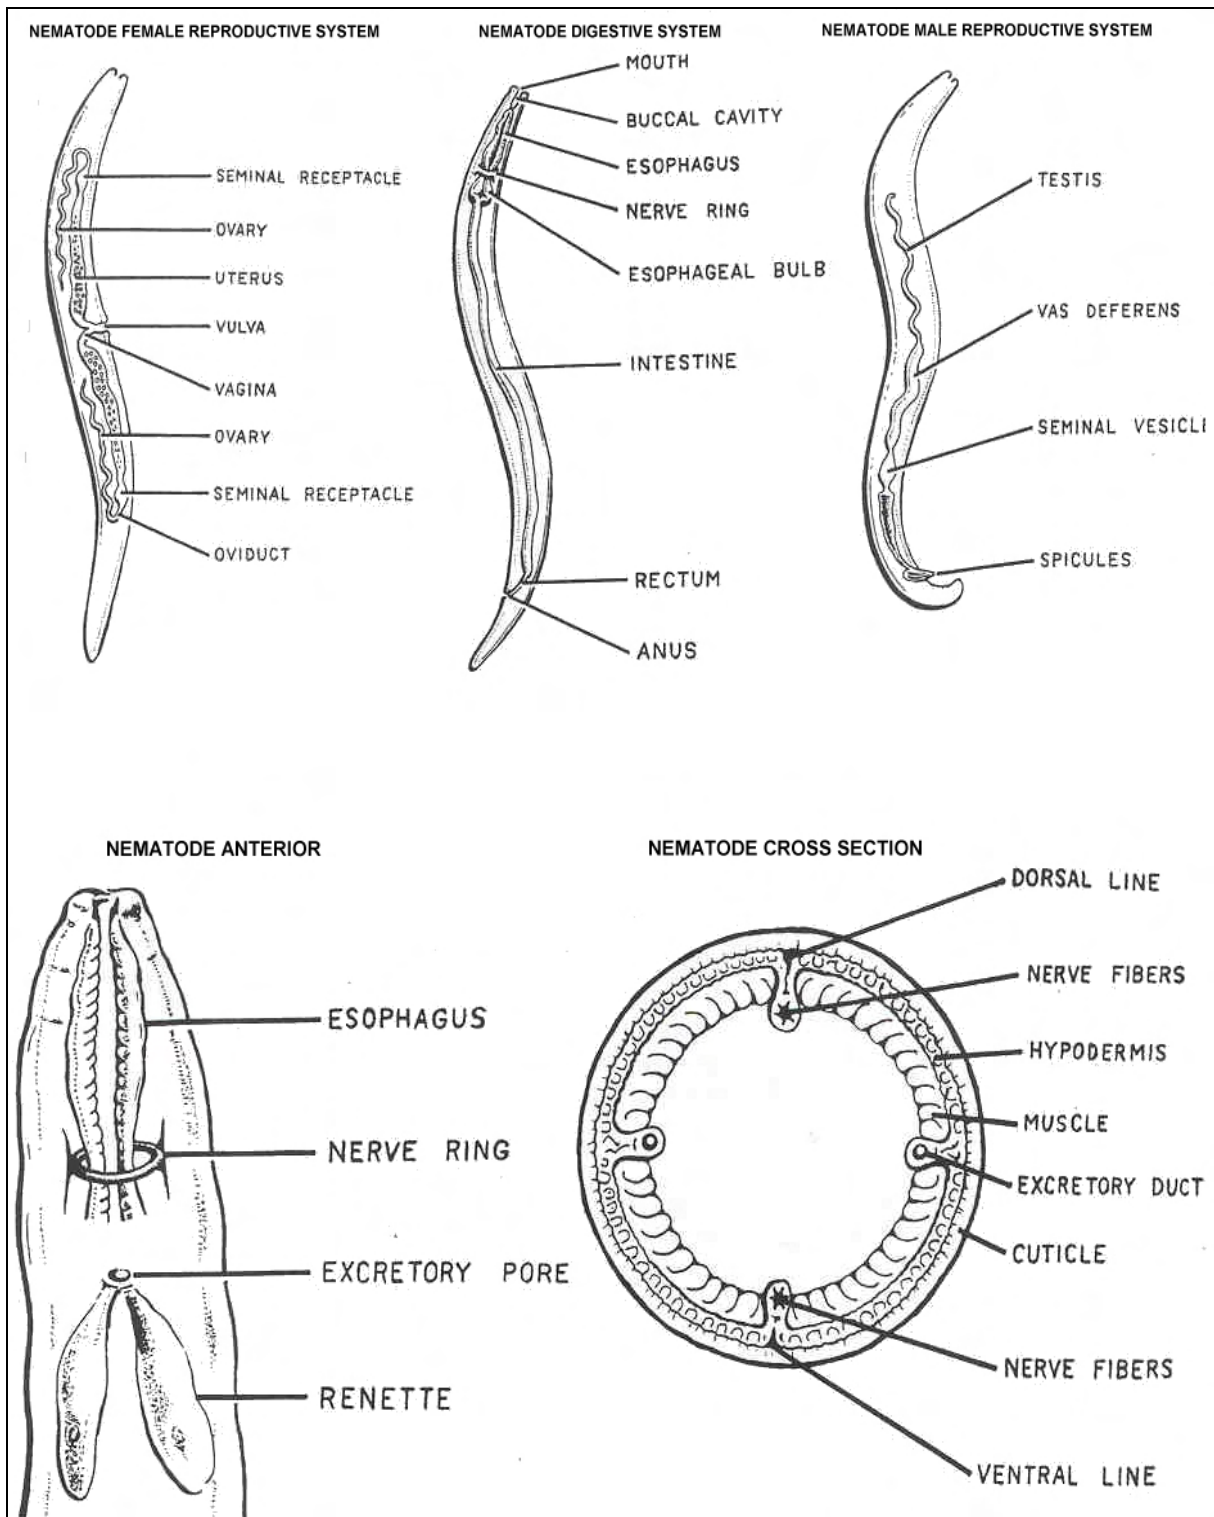 NEMATODE FEMALE REPRODUCTIVE SYSTEM
SEMINAL RECEPTACLE
OVARY
UTERUS
VULVA
VAGINA
OVARY
SEMINAL RECEPTACLE
OVIDUCT
NEMATODE DIGESTIVE SYSTEM
MOUTH
BUCCAL CAVITY
ESOPHAGUS
NERVE RING
ESOPHAGEAL BULB
INTESTINE
RECTUM
ANUS
NEMATODE MALE REPRODUCTIVE SYSTEM
TESTIS
VAS DEFERENS
SEMINAL VESICLE
SPICULES
NEMATODE ANTERIOR
ESOPHAGUS
NERVE RING
EXCRETORY PORE
RENETTE
NEMATODE CROSS SECTION
DORSAL LINE
NERVE FIBERS
HYPODERMIS
MUSCLE
EXCRETORY DUCT
CUTICLE
NERVE FIBERS
VENTRAL LINE